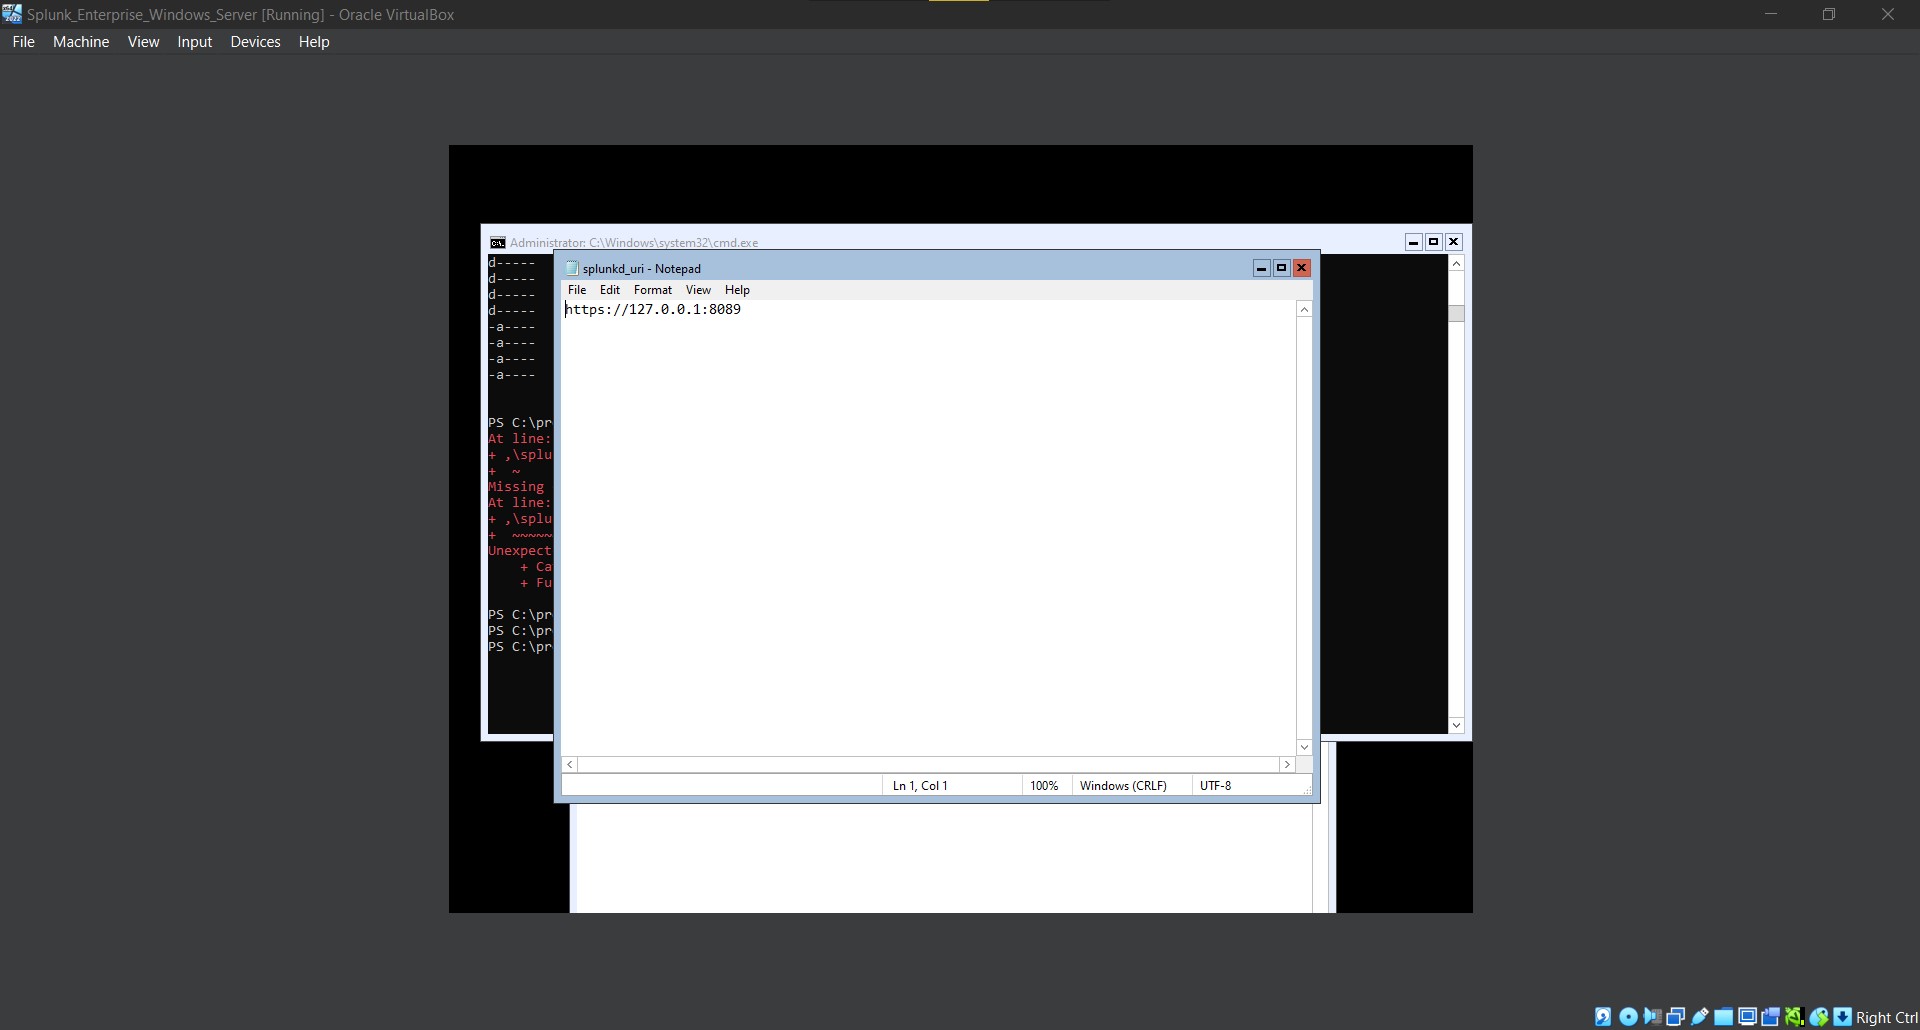 Splunk_Enterprise_Windows_Server [Running] - Oracle VirtualBox
File Machine View Input Devices Help
Administrator: C:\Windows\system32\cmd.exe
splunkd_uri - Notepad
File Edit Format View Help
https://127.0.0.1:8089
d-----
d-----
d-----
d-----
-a----
-a----
-a----
-a----
PS C:\pr
At line:
+ ,\splu
+ ~
Missing
At line:
+ ,\splu
+ ~~~~~
Unexpect
+ Ca
+ Fu
PS C:\pr
PS C:\pr
PS C:\pr
Ln 1, Col 1 100% Windows (CRLF) UTF-8
Right Ctrl